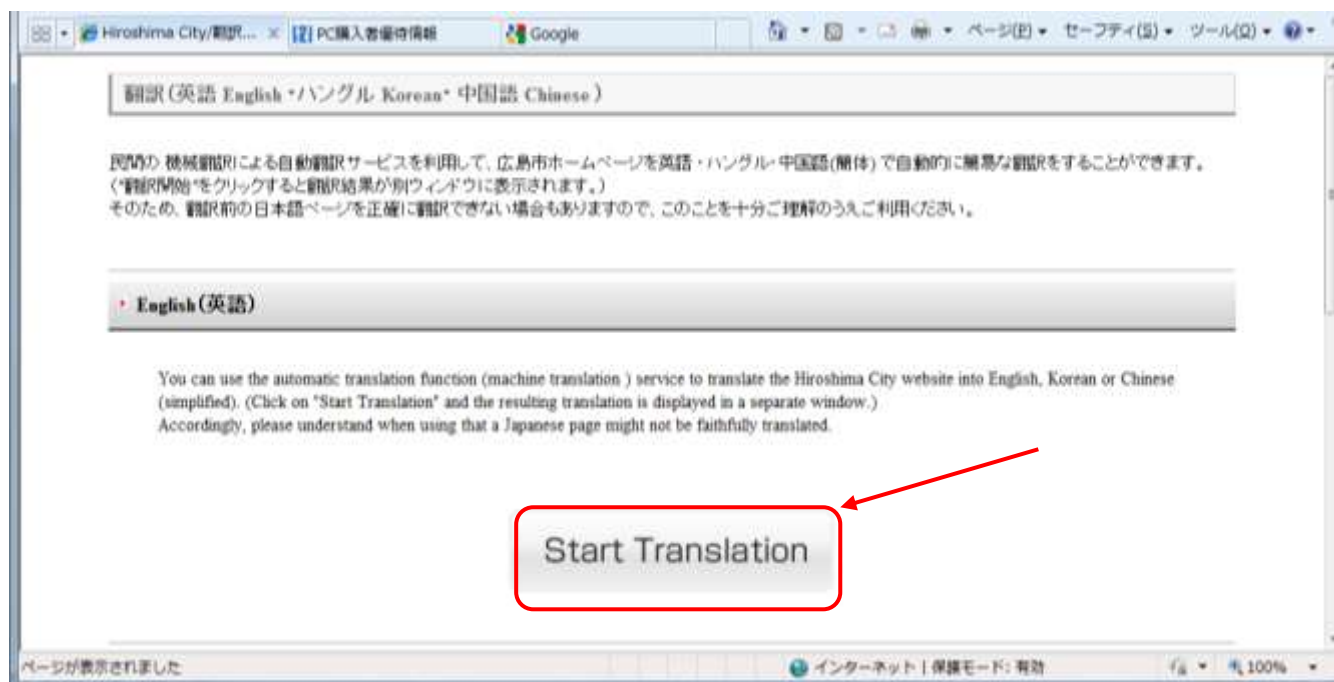 Hiroshima City/翻訳... × PC購入者優待情報 Google ページ(P) セーフティ(S) ツール(O)
翻訳(英語 English・ハングル Korean・中国語 Chinese)
民間の 機械翻訳による自動翻訳サービスを利用して、広島市ホームページを英語・ハングル・中国語(簡体)で自動的に簡易な翻訳をすることができます。
("翻訳開始"をクリックすると翻訳結果が別ウィンドウに表示されます。)
そのため、翻訳前の日本語ページを正確に翻訳できない場合もありますので、このことを十分ご理解のうえご利用ください。
English(英語)
You can use the automatic translation function (machine translation ) service to translate the Hiroshima City website into English, Korean or Chinese
(simplified). (Click on "Start Translation" and the resulting translation is displayed in a separate window.)
Accordingly, please understand when using that a Japanese page might not be faithfully translated.
Start Translation
ページが表示されました インターネット | 保護モード: 有効 100%